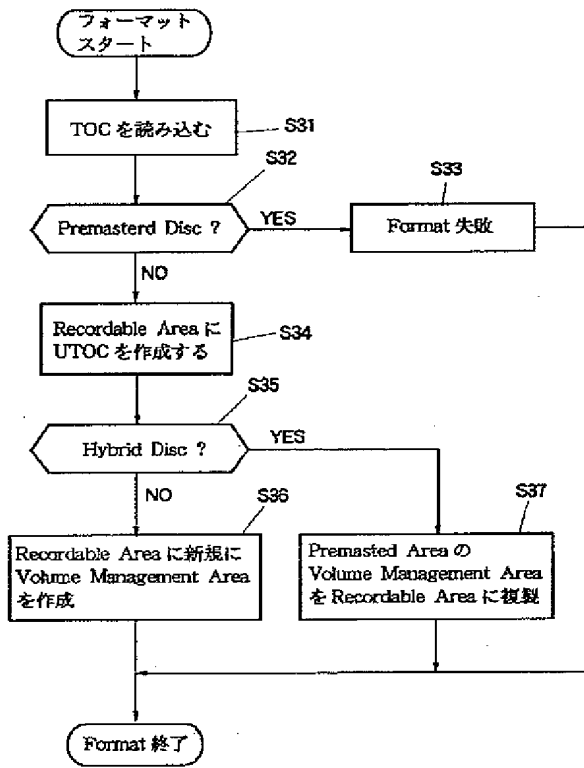 フォーマット
スタート
TOC を読み込む
S31
S32
Premasterd Disc ?
YES
S33
Format 失敗
NO
Recordable Area に
UTOC を作成する
S34
S35
Hybrid Disc ?
YES
NO
S36
Recordable Area に新規に
Volume Management Area
を作成
S37
Premasted Area の
Volume Management Area
を Recordable Area に複製
Format 終了